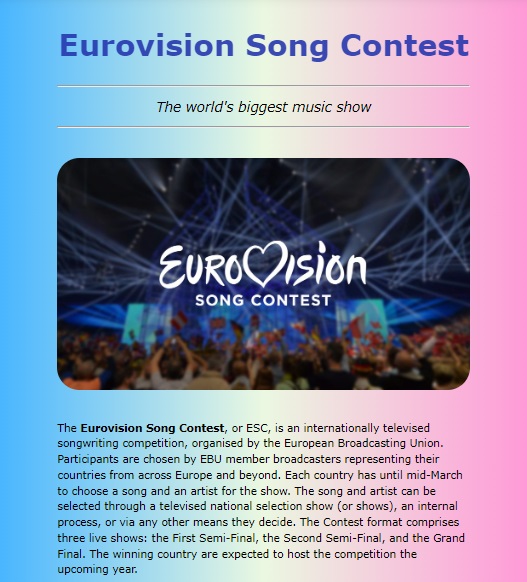 Eurovision Song Contest
The world's biggest music show
EUROVISION
SONG CONTEST
The Eurovision Song Contest, or ESC, is an internationally televised
songwriting competition, organised by the European Broadcasting Union.
Participants are chosen by EBU member broadcasters representing their
countries from across Europe and beyond. Each country has until mid-March
to choose a song and an artist for the show. The song and artist can be
selected through a televised national selection show (or shows), an internal
process, or via any other means they decide. The Contest format comprises
three live shows: the First Semi-Final, the Second Semi-Final, and the Grand
Final. The winning country are expected to host the competition the
upcoming year.